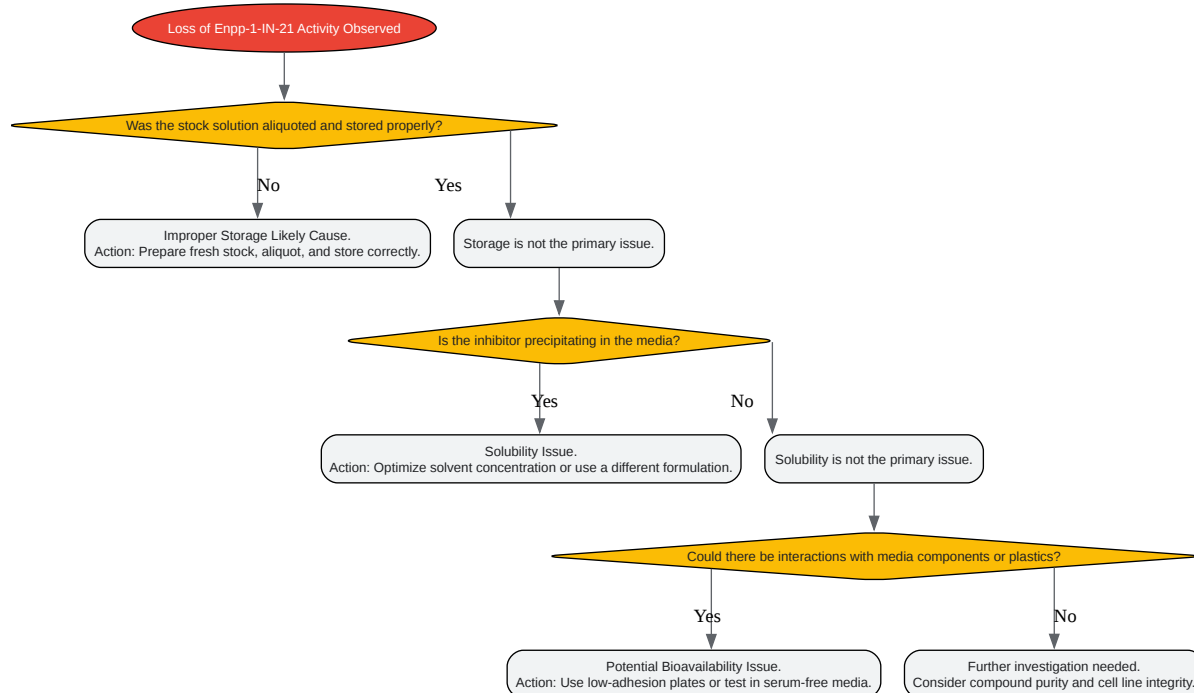 Loss of Enpp-1-IN-21 Activity Observed
Was the stock solution aliquoted and stored properly?
No
Yes
Improper Storage Likely Cause.
Action: Prepare fresh stock, aliquot, and store correctly.
Storage is not the primary issue.
Is the inhibitor precipitating in the media?
Yes
No
Solubility Issue.
Action: Optimize solvent concentration or use a different formulation.
Solubility is not the primary issue.
Could there be interactions with media components or plastics?
Yes
No
Potential Bioavailability Issue.
Action: Use low-adhesion plates or test in serum-free media.
Further investigation needed.
Consider compound purity and cell line integrity.